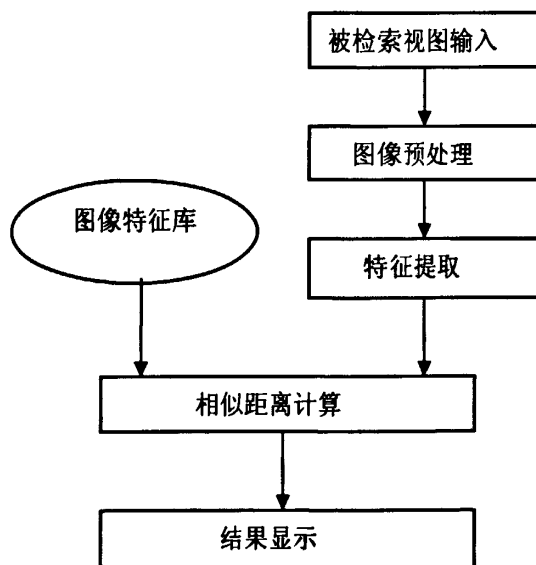 被检索视图输入
图像预处理
图像特征库
特征提取
相似距离计算
结果显示